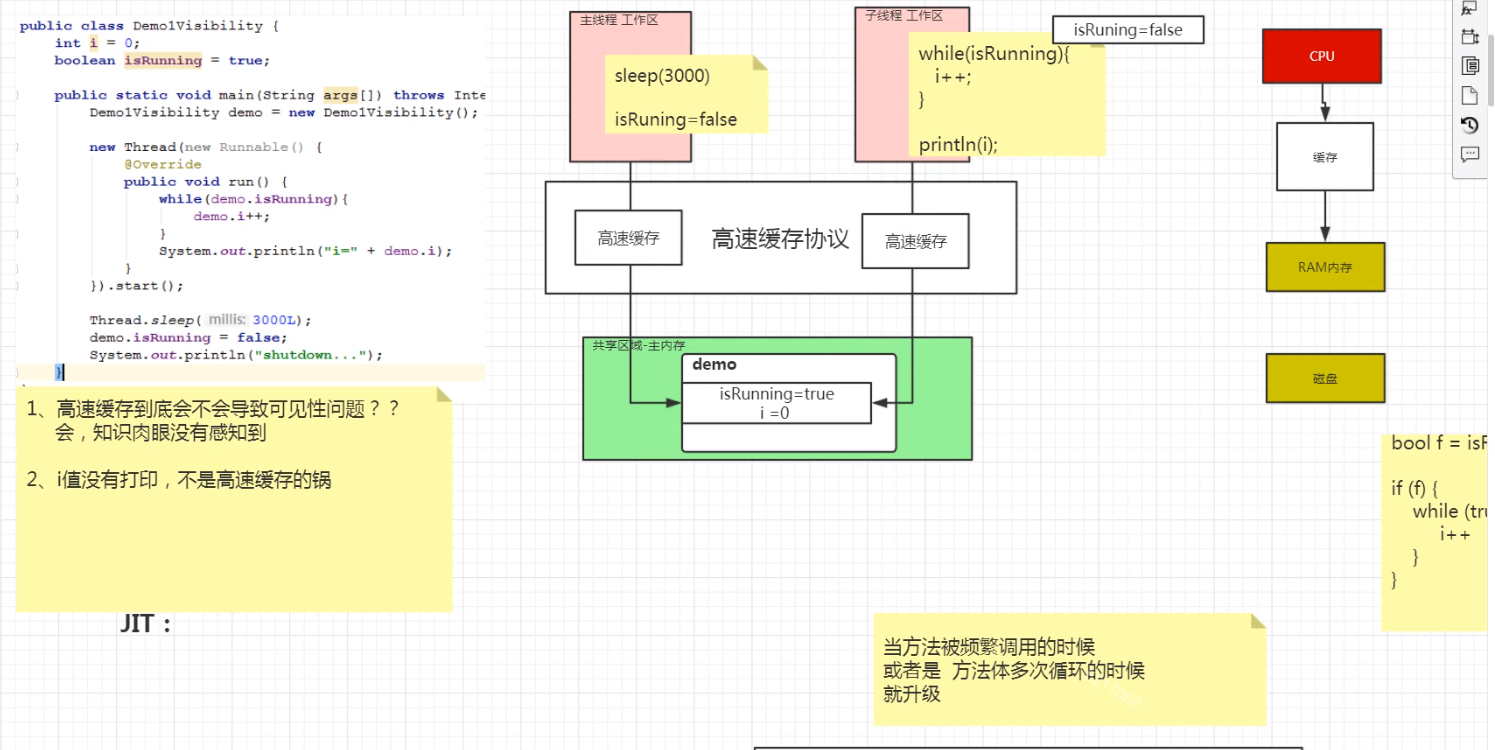 public class Demo1Visibility {
int i = 0;
boolean isRunning = true;
public static void main(String args[]) throws Inte
Demo1Visibility demo = new Demo1Visibility();
new Thread(new Runnable() {
@Override
public void run() {
while(demo.isRunning){
demo.i++;
}
System.out.println("i=" + demo.i);
}
}).start();
Thread.sleep( millis: 3000L);
demo.isRunning = false;
System.out.println("shutdown...");
}
1、高速缓存到底会不会导致可见性问题？？
会，知识肉眼没有感知到
2、i值没有打印，不是高速缓存的锅
JIT：
主线程 工作区
sleep(3000)
isRuning=false
子线程 工作区
isRuning=false
while(isRunning){
i++;
}
println(i);
高速缓存
高速缓存协议
高速缓存
共享区域-主内存
demo
isRunning=true
i =0
CPU
缓存
RAM内存
磁盘
bool f = isR
if (f) {
while (tru
i++
}
}
当方法被频繁调用的时候
或者是 方法体多次循环的时候
就升级